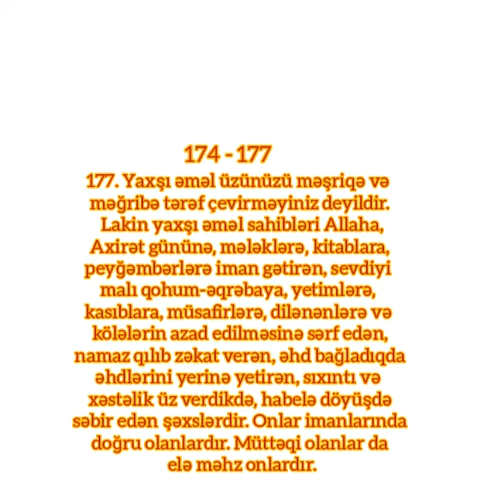 174 - 177
177. Yaxşı əməl üzünüzü məşriqə və
məğribə tərəf çevirməyiniz deyildir.
Lakin yaxşı əməl sahibləri Allaha,
Axirət gününə, mələklərə, kitablara,
peyğəmbərlərə iman gətirən, sevdiyi
malı qohum-əqrəbaya, yetimlərə,
kasıblara, müsafirlərə, dilənənlərə və
kölələrin azad edilməsinə sərf edən,
namaz qılıb zəkat verən, əhd bağladıqda
əhdlərini yerinə yetirən, sıxıntı və
xəstəlik üz verdikdə, habelə döyüşdə
səbir edən şəxslərdir. Onlar imanlarında
doğru olanlardır. Müttəqi olanlar da
elə məhz onlardır.